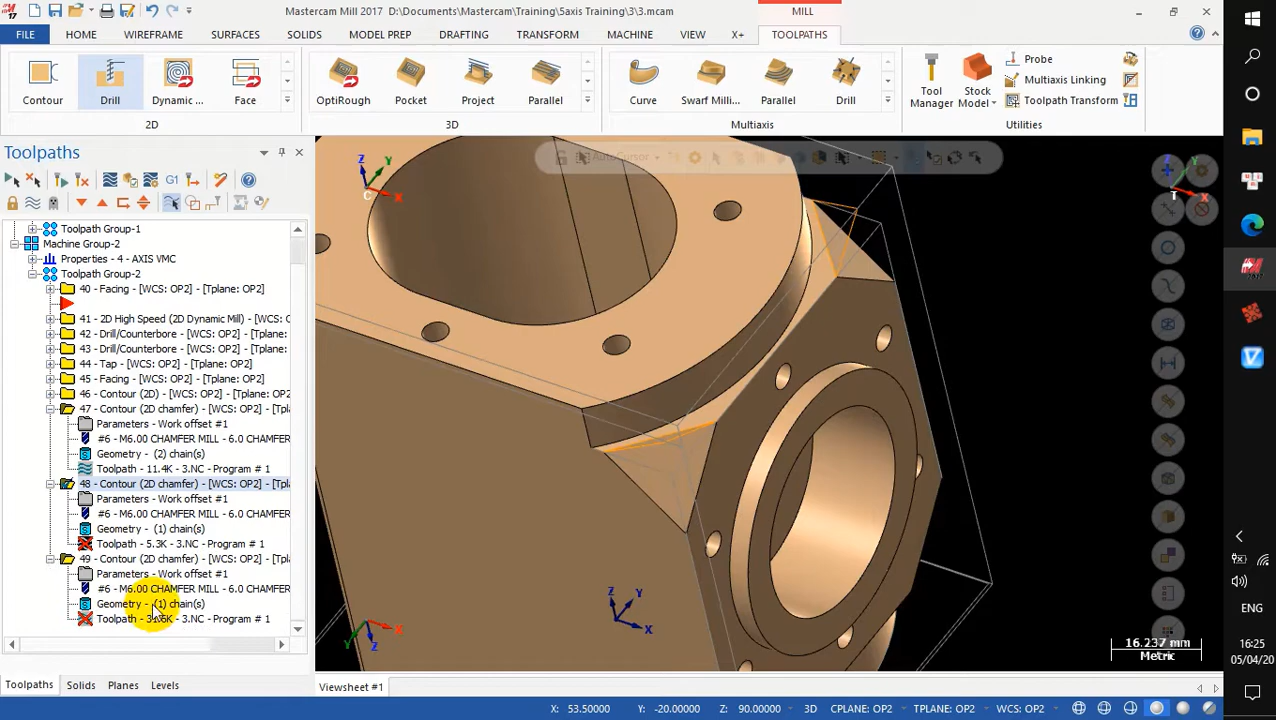 Mastercam Mill 2017 D:\Documents\Mastercam\Training\5axis Training\3\3.mcam
MILL
FILE HOME WIREFRAME SURFACES SOLIDS MODEL PREP DRAFTING TRANSFORM MACHINE VIEW X+ TOOLPATHS
Contour Drill Dynamic ... Face
OptiRough Pocket Project Parallel
Curve Swarf Milli... Parallel Drill
Tool Manager Stock Model
Probe
Multiaxis Linking
Toolpath Transform
2D 3D Multiaxis Utilities
Toolpaths
G1
AutoCursor
Toolpath Group-1
Machine Group-2
Properties - 4 - AXIS VMC
Toolpath Group-2
40 - Facing - [WCS: OP2] - [Tplane: OP2]
41 - 2D High Speed (2D Dynamic Mill) - [WCS: OP2]
42 - Drill/Counterbore - [WCS: OP2] - [Tplane: OP2]
43 - Drill/Counterbore - [WCS: OP2] - [Tplane: OP2]
44 - Tap - [WCS: OP2] - [Tplane: OP2]
45 - Facing - [WCS: OP2] - [Tplane: OP2]
46 - Contour (2D) - [WCS: OP2] - [Tplane: OP2]
47 - Contour (2D chamfer) - [WCS: OP2] - [Tpl
Parameters - Work offset #1
#6 - M6.00 CHAMFER MILL - 6.0 CHAMFER
Geometry - (2) chain(s)
Toolpath - 11.4K - 3.NC - Program # 1
48 - Contour (2D chamfer) - [WCS: OP2] - [Tpl
Parameters - Work offset #1
#6 - M6.00 CHAMFER MILL - 6.0 CHAMFER
Geometry - (1) chain(s)
Toolpath - 5.3K - 3.NC - Program # 1
49 - Contour (2D chamfer) - [WCS: OP2] - [Tpl
Parameters - Work offset #1
#6 - M6.00 CHAMFER MILL - 6.0 CHAMFER
Geometry - (1) chain(s)
Toolpath - 3. 6K - 3.NC - Program # 1
Z Y X C
Z Y X T
Z Y X
X Y Z
16.237 mm
Metric
Toolpaths Solids Planes Levels
Viewsheet #1
X: 53.50000 Y: -20.00000 Z: 90.00000 3D CPLANE: OP2 TPLANE: OP2 WCS: OP2
2017
ENG
16:25
05/04/20